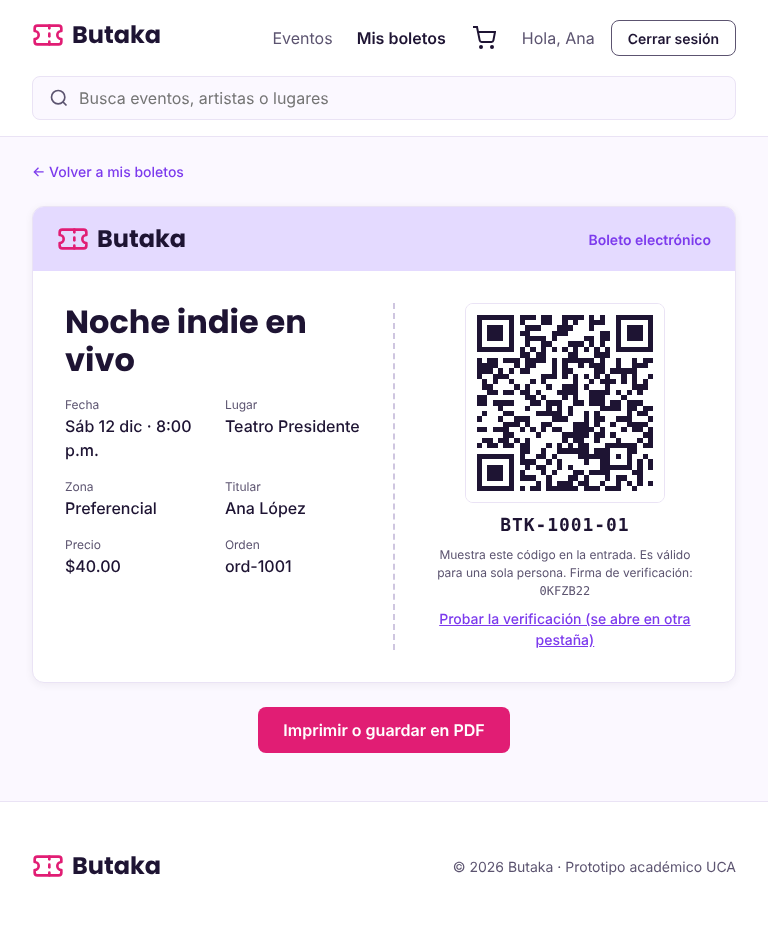 Butaka
Eventos
Mis boletos
Hola, Ana
Cerrar sesión
Busca eventos, artistas o lugares
← Volver a mis boletos
Butaka
Boleto electrónico
Noche indie en
vivo
Fecha
Sáb 12 dic · 8:00
p.m.
Lugar
Teatro Presidente
Zona
Preferencial
Titular
Ana López
Precio
$40.00
Orden
ord-1001
BTK-1001-01
Muestra este código en la entrada. Es válido
para una sola persona. Firma de verificación:
0KFZB22
Probar la verificación (se abre en otra
pestaña)
Imprimir o guardar en PDF
Butaka
© 2026 Butaka · Prototipo académico UCA